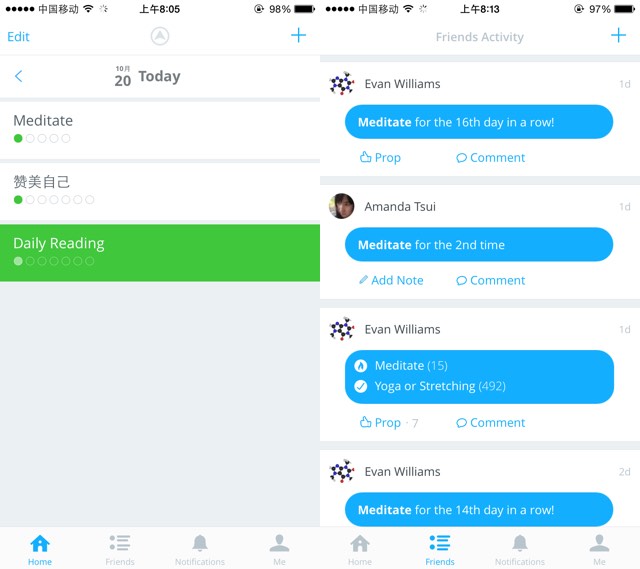 中国移动 上午8:05 98%
Edit
10月
20 Today
Meditate
赞美自己
Daily Reading
Home Friends Notifications Me
中国移动 上午8:13 97%
Friends Activity
Evan Williams 1d
Meditate for the 16th day in a row!
Prop Comment
Amanda Tsui 1d
Meditate for the 2nd time
Add Note Comment
Evan Williams 1d
Meditate (15)
Yoga or Stretching (492)
Prop · 7 Comment
Evan Williams 2d
Meditate for the 14th day in a row!
Home Friends Notifications Me